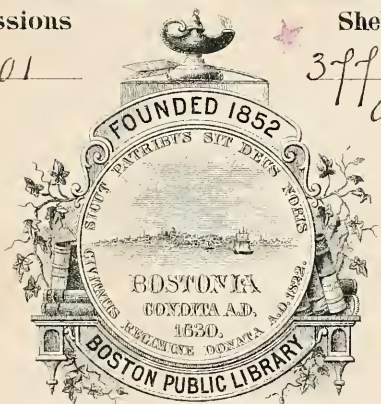 ssions
She
01
FOUNDED 1852
SICUT PATRIBUS SIT DEUS NOBIS
BOSTONIA
CONDITA A.D.
1630.
CIVITATIS REGIMINE DONATA A.D. 1822.
BOSTON PUBLIC LIBRARY